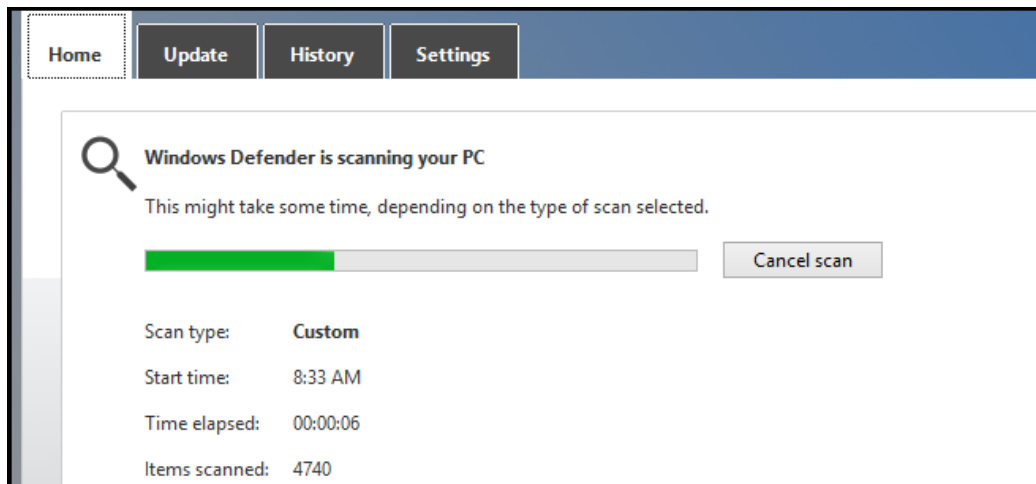 Home Update History Settings
Windows Defender is scanning your PC
This might take some time, depending on the type of scan selected.
Cancel scan
Scan type: Custom
Start time: 8:33 AM
Time elapsed: 00:00:06
Items scanned: 4740